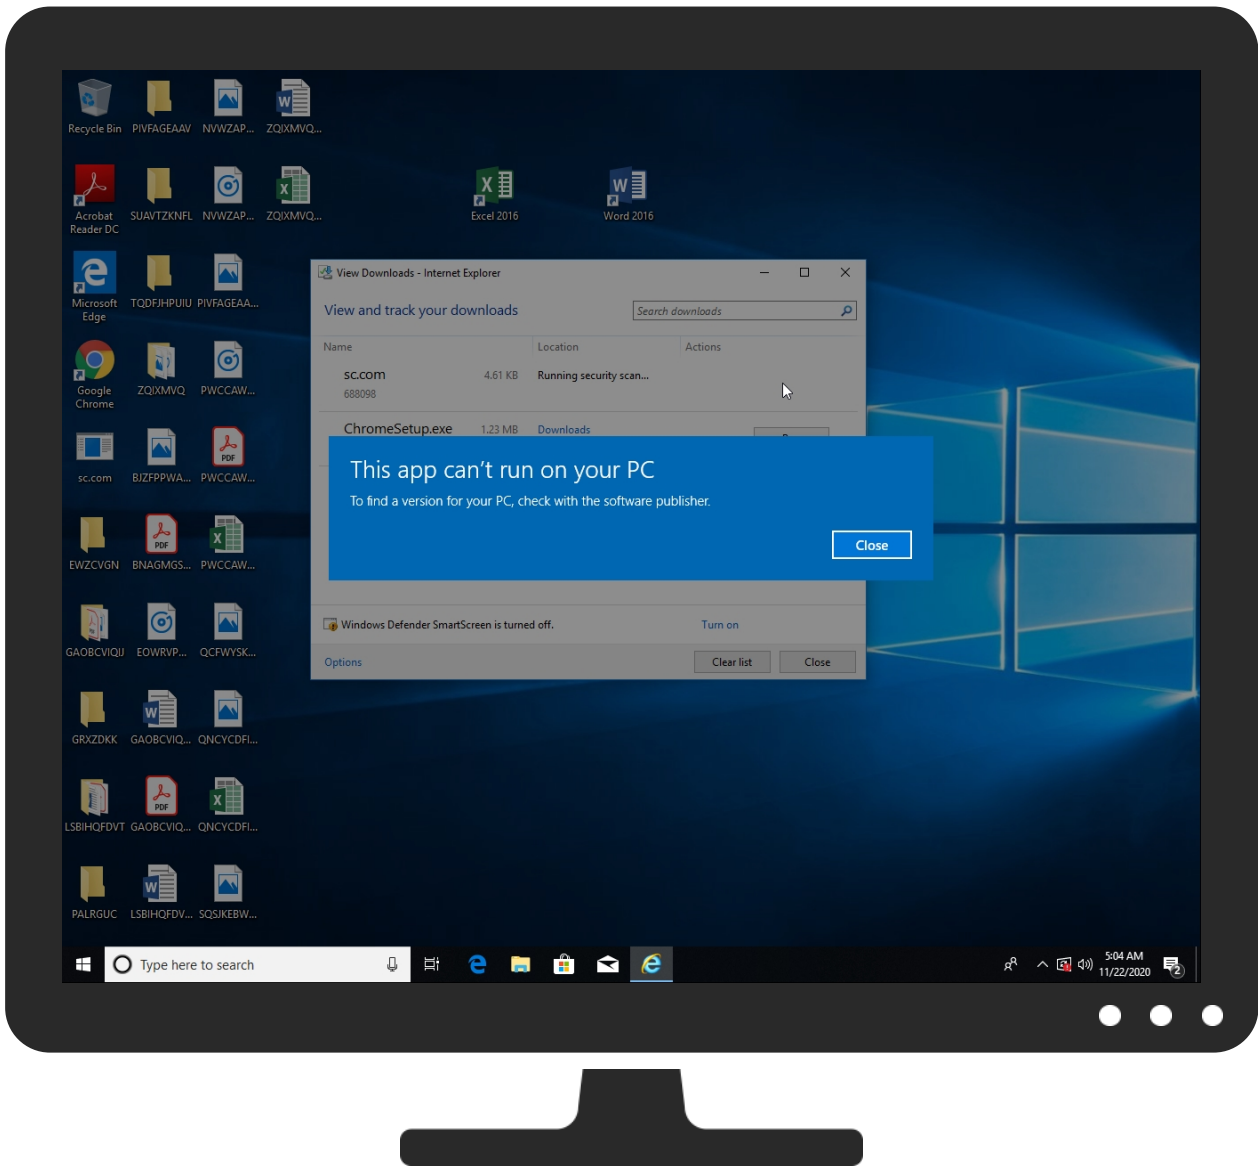 Recycle Bin
PIVFAGEAAV
NVWZAP...
ZQIXMVQ...
Acrobat
Reader DC
SUAVTZKNFL
NVWZAP...
ZQIXMVQ...
Excel 2016
Word 2016
Microsoft
Edge
TQDFJHPUIU
PIVFAGEAA...
Google
Chrome
ZQIXMVQ
PWCCAW...
sc.com
BJZFPPWA...
PWCCAW...
EWZCVGN
BNAGMGS...
PWCCAW...
GAOBCVIQIJ
EOWRVP...
QCFWYSK...
GRXZDKK
GAOBCVIQ...
QNCYCDFI...
LSBIHQFDVT
GAOBCVIQ...
QNCYCDFI...
PALRGUC
LSBIHQFDV...
SQSJKEBW...
View Downloads - Internet Explorer
View and track your downloads
Search downloads
Name Location Actions
sc.com 4.61 KB Running security scan...
688098
ChromeSetup.exe 1.23 MB Downloads
This app can't run on your PC
To find a version for your PC, check with the software publisher.
Close
Windows Defender SmartScreen is turned off. Turn on
Options Clear list Close
Type here to search
5:04 AM
11/22/2020
2
PDF
PDF
PDF